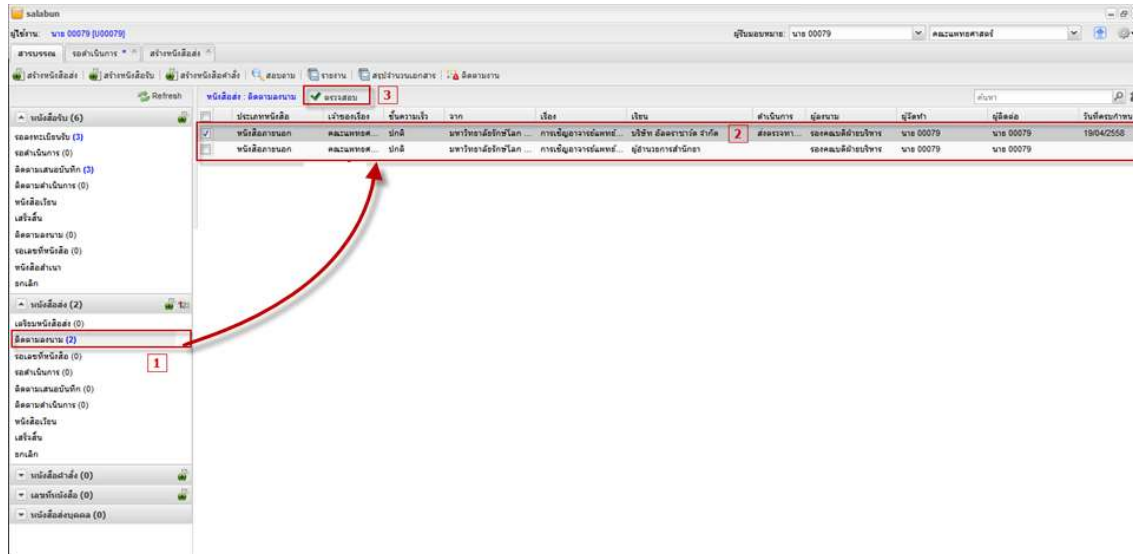 salabun
ผู้ใช้งาน: นาย 00079 [U00079]
ผู้รับมอบหมาย: นาย 00079 คณะแพทยศาสตร์
สารบรรณ รอดำเนินการ * สร้างหนังสือส่ง
สร้างหนังสือส่ง สร้างหนังสือรับ สร้างหนังสือคำสั่ง สอบถาม รายงาน สรุปจำนวนเอกสาร ติดตามงาน
Refresh หนังสือส่ง : ติดตามลงนาม ตรวจสอบ 3 ค้นหา
หนังสือรับ (6)
ประเภทหนังสือ เจ้าของเรื่อง ชั้นความเร็ว จาก เรื่อง เรียน ดำเนินการ ผู้ลงนาม ผู้จัดทำ ผู้ติดต่อ วันที่ครบกำหน
หนังสือภายนอก คณะแพทยศ... ปกติ มหาวิทยาลัยรักษ์โลก ... การเชิญอาจารย์แพทย์... บริษัท อัลตราชาร์ด จำกัด 2 ส่งตรวจทา... รองคณบดีฝ่ายบริหาร นาย 00079 นาย 00079 19/04/2558
หนังสือภายนอก คณะแพทยศ... ปกติ มหาวิทยาลัยรักษ์โลก ... การเชิญอาจารย์แพทย์... ผู้อำนวยการสำนักงา รองคณบดีฝ่ายบริหาร นาย 00079 นาย 00079
รอลงทะเบียนรับ (3)
รอดำเนินการ (0)
ติดตามเสนอบันทึก (3)
ติดตามดำเนินการ (0)
หนังสือเวียน
เสร็จสิ้น
ติดตามลงนาม (0)
รอเลขที่หนังสือ (0)
หนังสือสำเนา
ยกเลิก
หนังสือส่ง (2)
เตรียมหนังสือส่ง (0)
ติดตามลงนาม (2)
1
รอเลขที่หนังสือ (0)
รอดำเนินการ (0)
ติดตามเสนอบันทึก (0)
ติดตามดำเนินการ (0)
หนังสือเวียน
เสร็จสิ้น
ยกเลิก
หนังสือคำสั่ง (0)
เลขที่หนังสือ (0)
หนังสือส่งบุคคล (0)